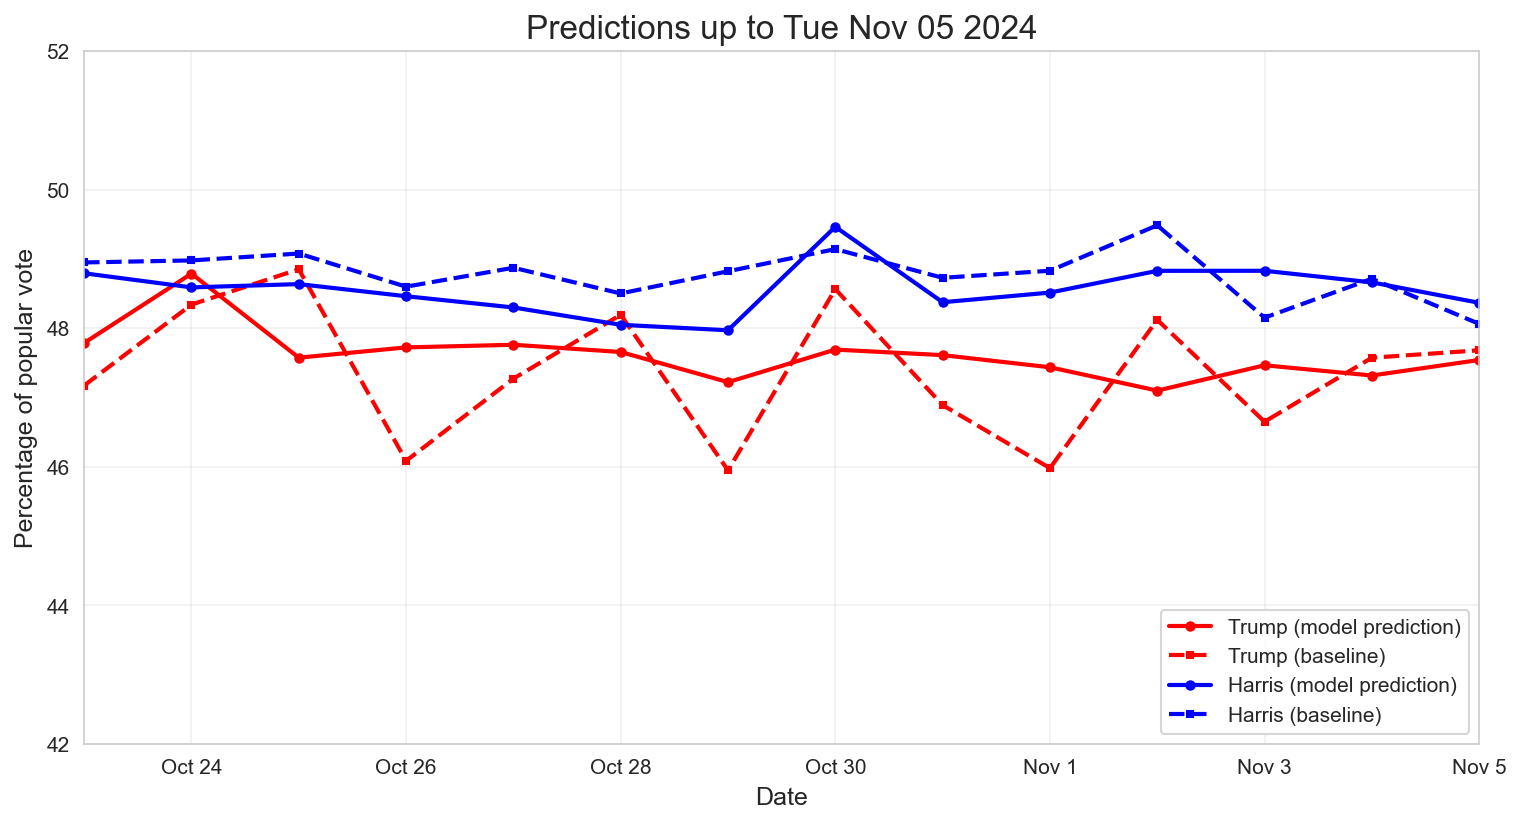 Predictions up to Tue Nov 05 2024
Percentage of popular vote
52
50
48
46
44
42
Trump (model prediction)
Trump (baseline)
Harris (model prediction)
Harris (baseline)
Oct 24 Oct 26 Oct 28 Oct 30 Nov 1 Nov 3 Nov 5
Date